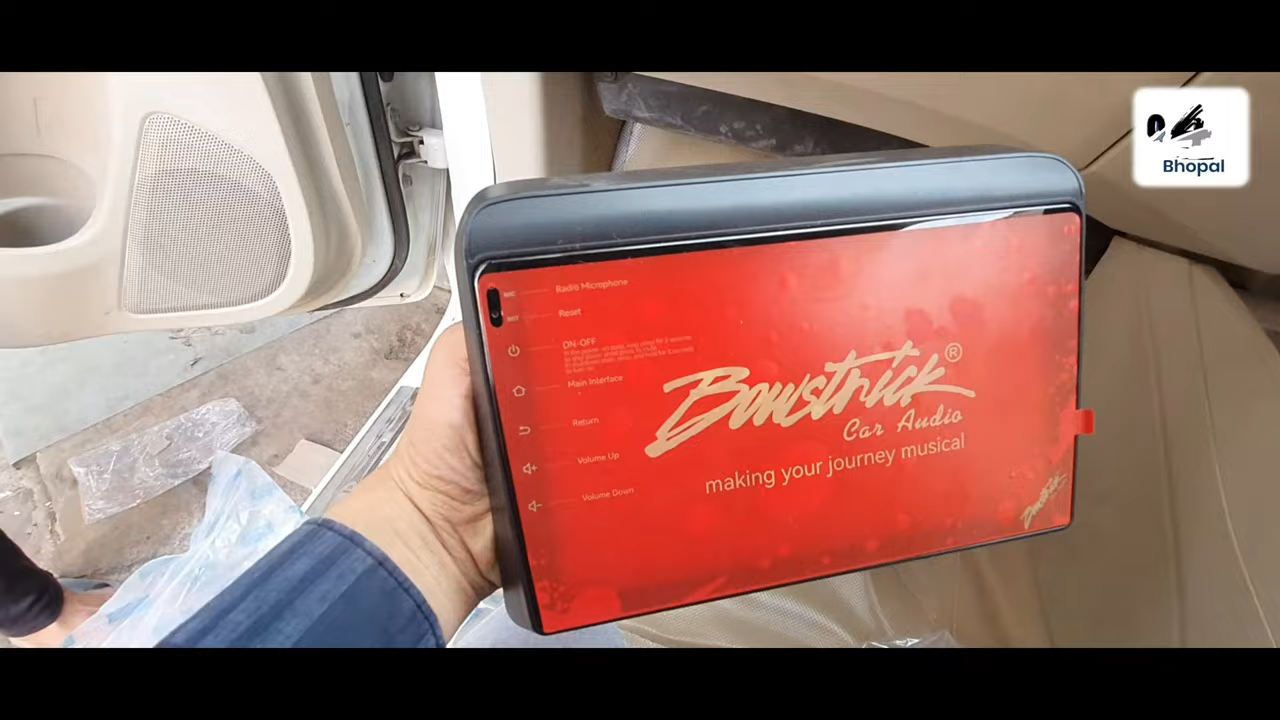 Bhopal
MIC
Radio Microphone
RST
Reset
ON-OFF
Main Interface
Return
Volume Up
Volume Down
Bowstrick®
Car Audio
making your journey musical
Bowstrick